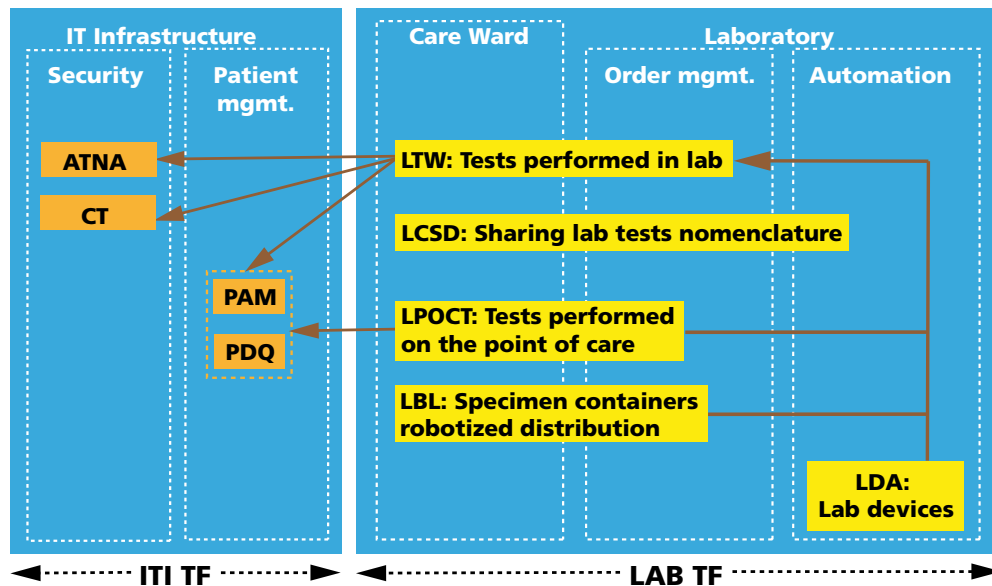 IT Infrastructure
Security
Patient
mgmt.
ATNA
CT
PAM
PDQ
Care Ward
Laboratory
Order mgmt.
Automation
LTW: Tests performed in lab
LCSD: Sharing lab tests nomenclature
LPOCT: Tests performed
on the point of care
LBL: Specimen containers
robotized distribution
LDA:
Lab devices
ITI TF
LAB TF